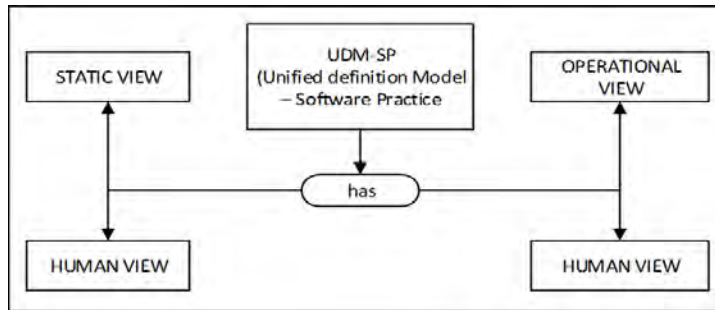 STATIC VIEW
UDM-SP
(Unified definition Model
– Software Practice
OPERATIONAL
VIEW
has
HUMAN VIEW
HUMAN VIEW